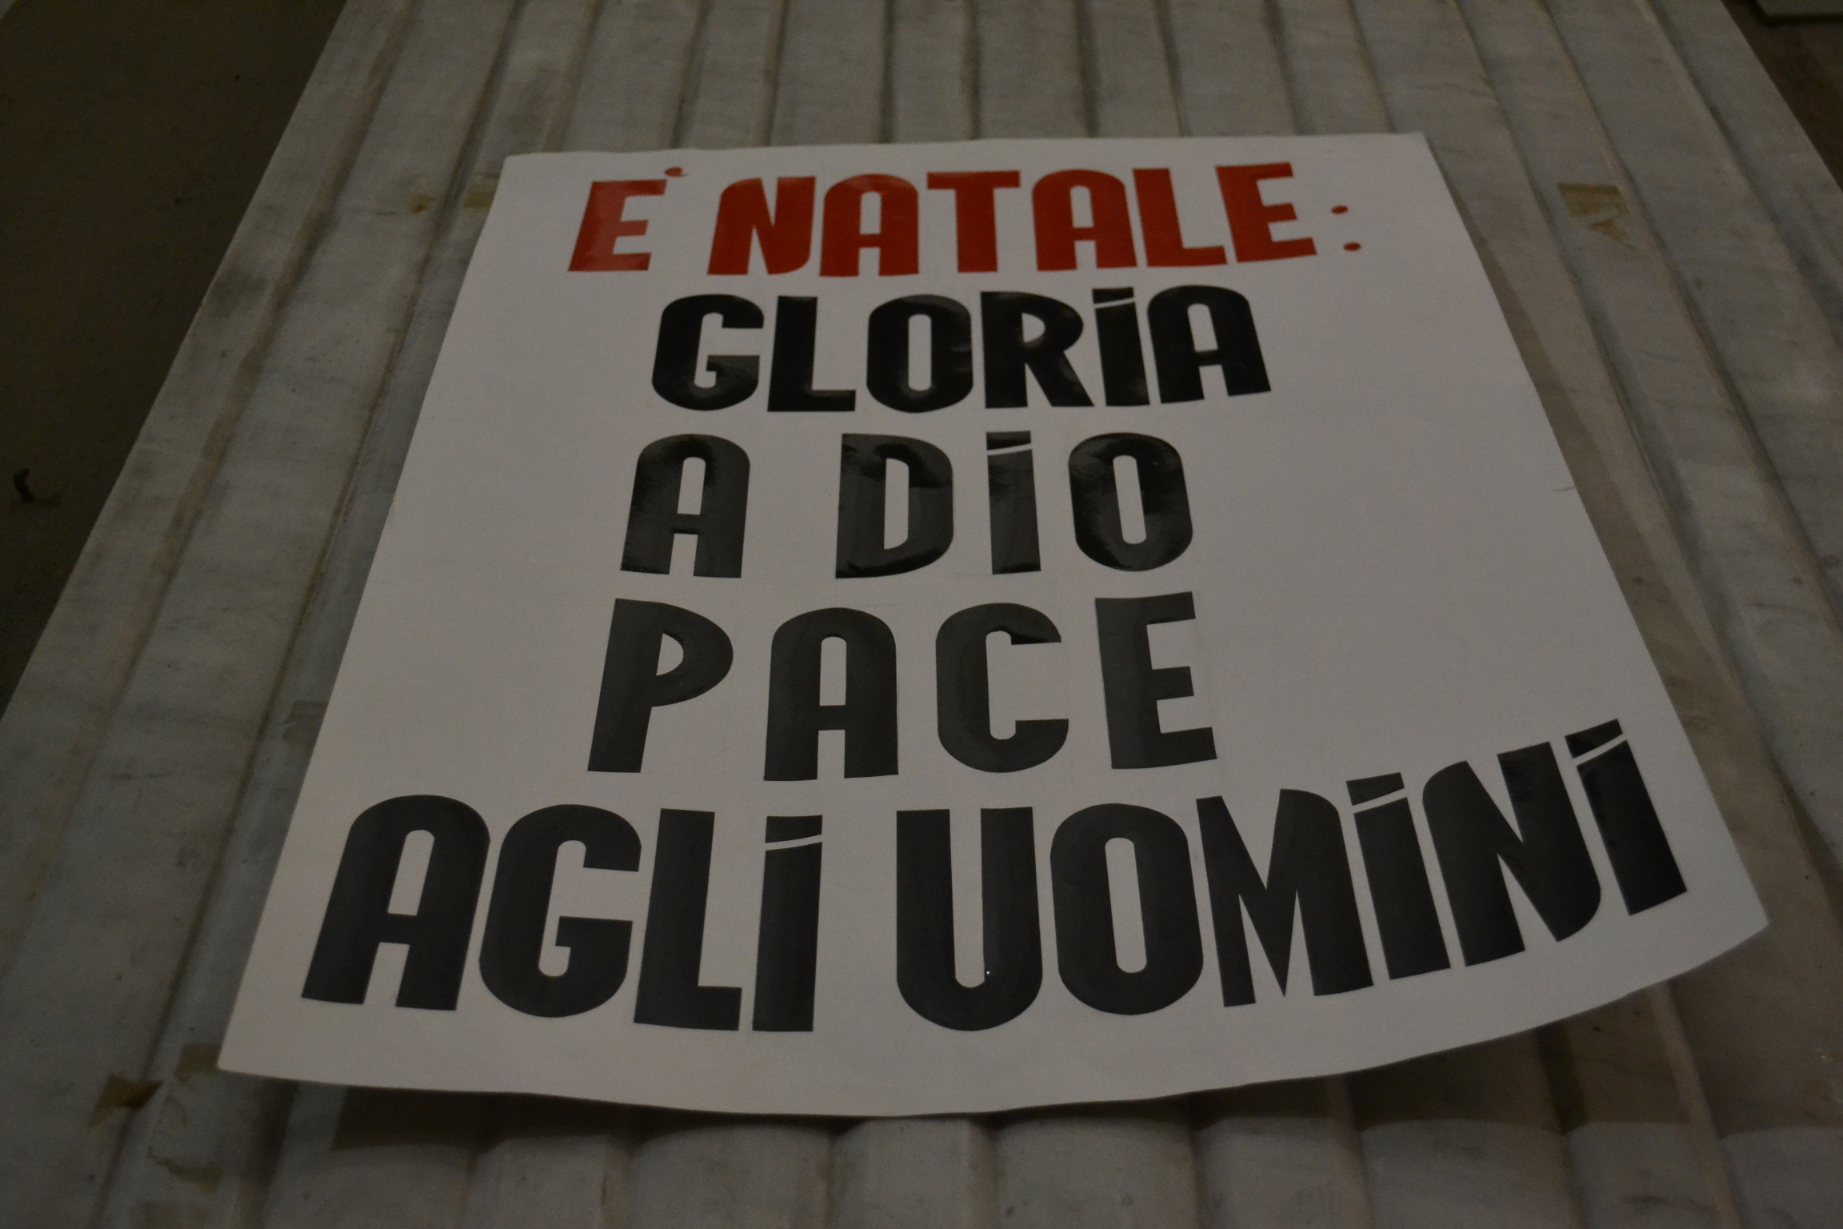 E' NATALE:
GLORIA
A DIO
PACE
AGLI UOMINI